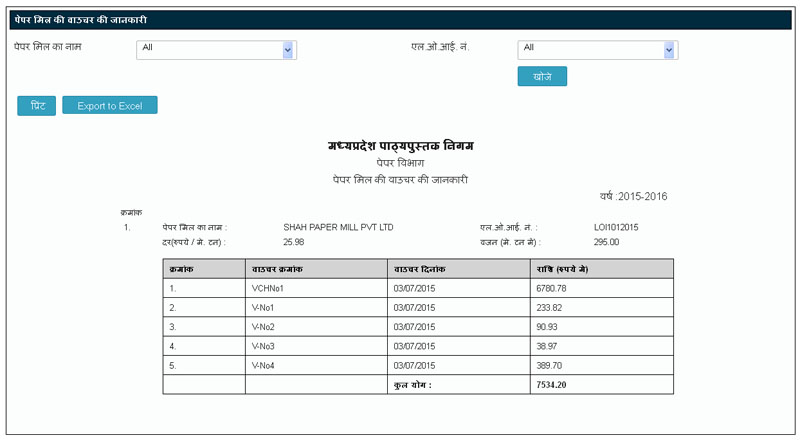 पेपर मिल की वाउचर की जानकारी
पेपर मिल का नाम All एल.ओ.आई. नं. All
खोजे
प्रिंट Export to Excel
मध्यप्रदेश पाठ्यपुस्तक निगम
पेपर विभाग
पेपर मिल की वाउचर की जानकारी
वर्ष :2015-2016
क्रमांक
1. पेपर मिल का नाम : SHAH PAPER MILL PVT LTD एल.ओ.आई. नं. : LOI1012015
दर(रुपये / मे. टन) : 25.98 वजन (मे. टन मे) : 295.00
क्रमांक वाउचर क्रमांक वाउचर दिनांक राशि (रुपये मे)
1. VCHNo1 03/07/2015 6780.78
2. V-No1 03/07/2015 233.82
3. V-No2 03/07/2015 90.93
4. V-No3 03/07/2015 38.97
5. V-No4 03/07/2015 389.70
कुल योग : 7534.20